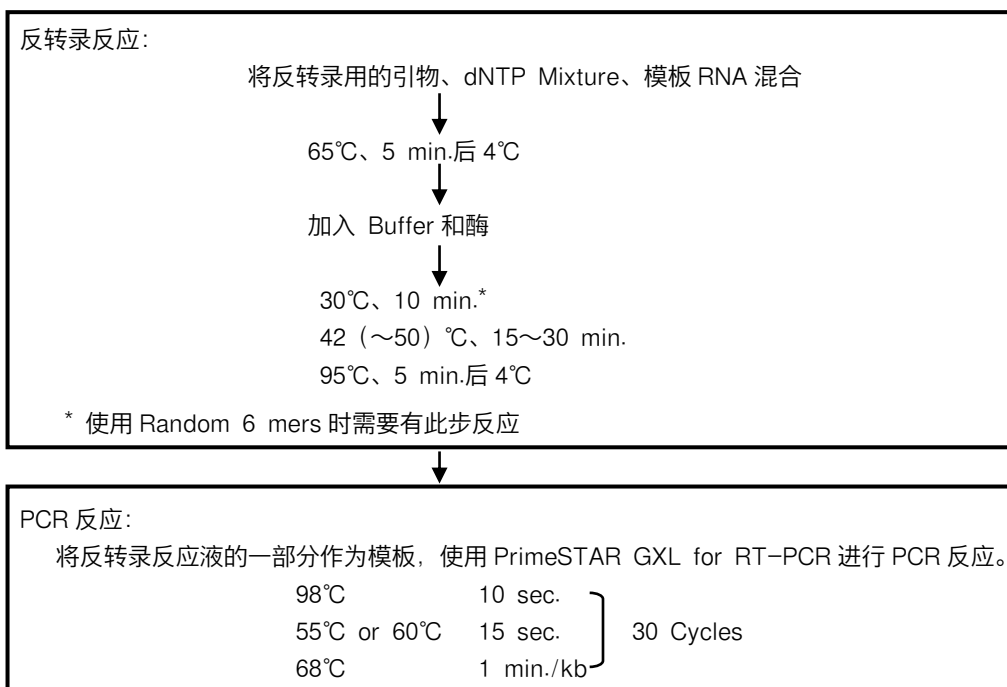 反转录反应：
将反转录用的引物、dNTP Mixture、模板 RNA 混合
65℃、5 min.后 4℃
加入 Buffer 和酶
30℃、10 min.*
42（～50）℃、15～30 min.
95℃、5 min.后 4℃
* 使用 Random 6 mers 时需要有此步反应
PCR 反应：
将反转录反应液的一部分作为模板，使用 PrimeSTAR GXL for RT-PCR 进行 PCR 反应。
98℃ 10 sec.
55℃ or 60℃ 15 sec. 30 Cycles
68℃ 1 min./kb